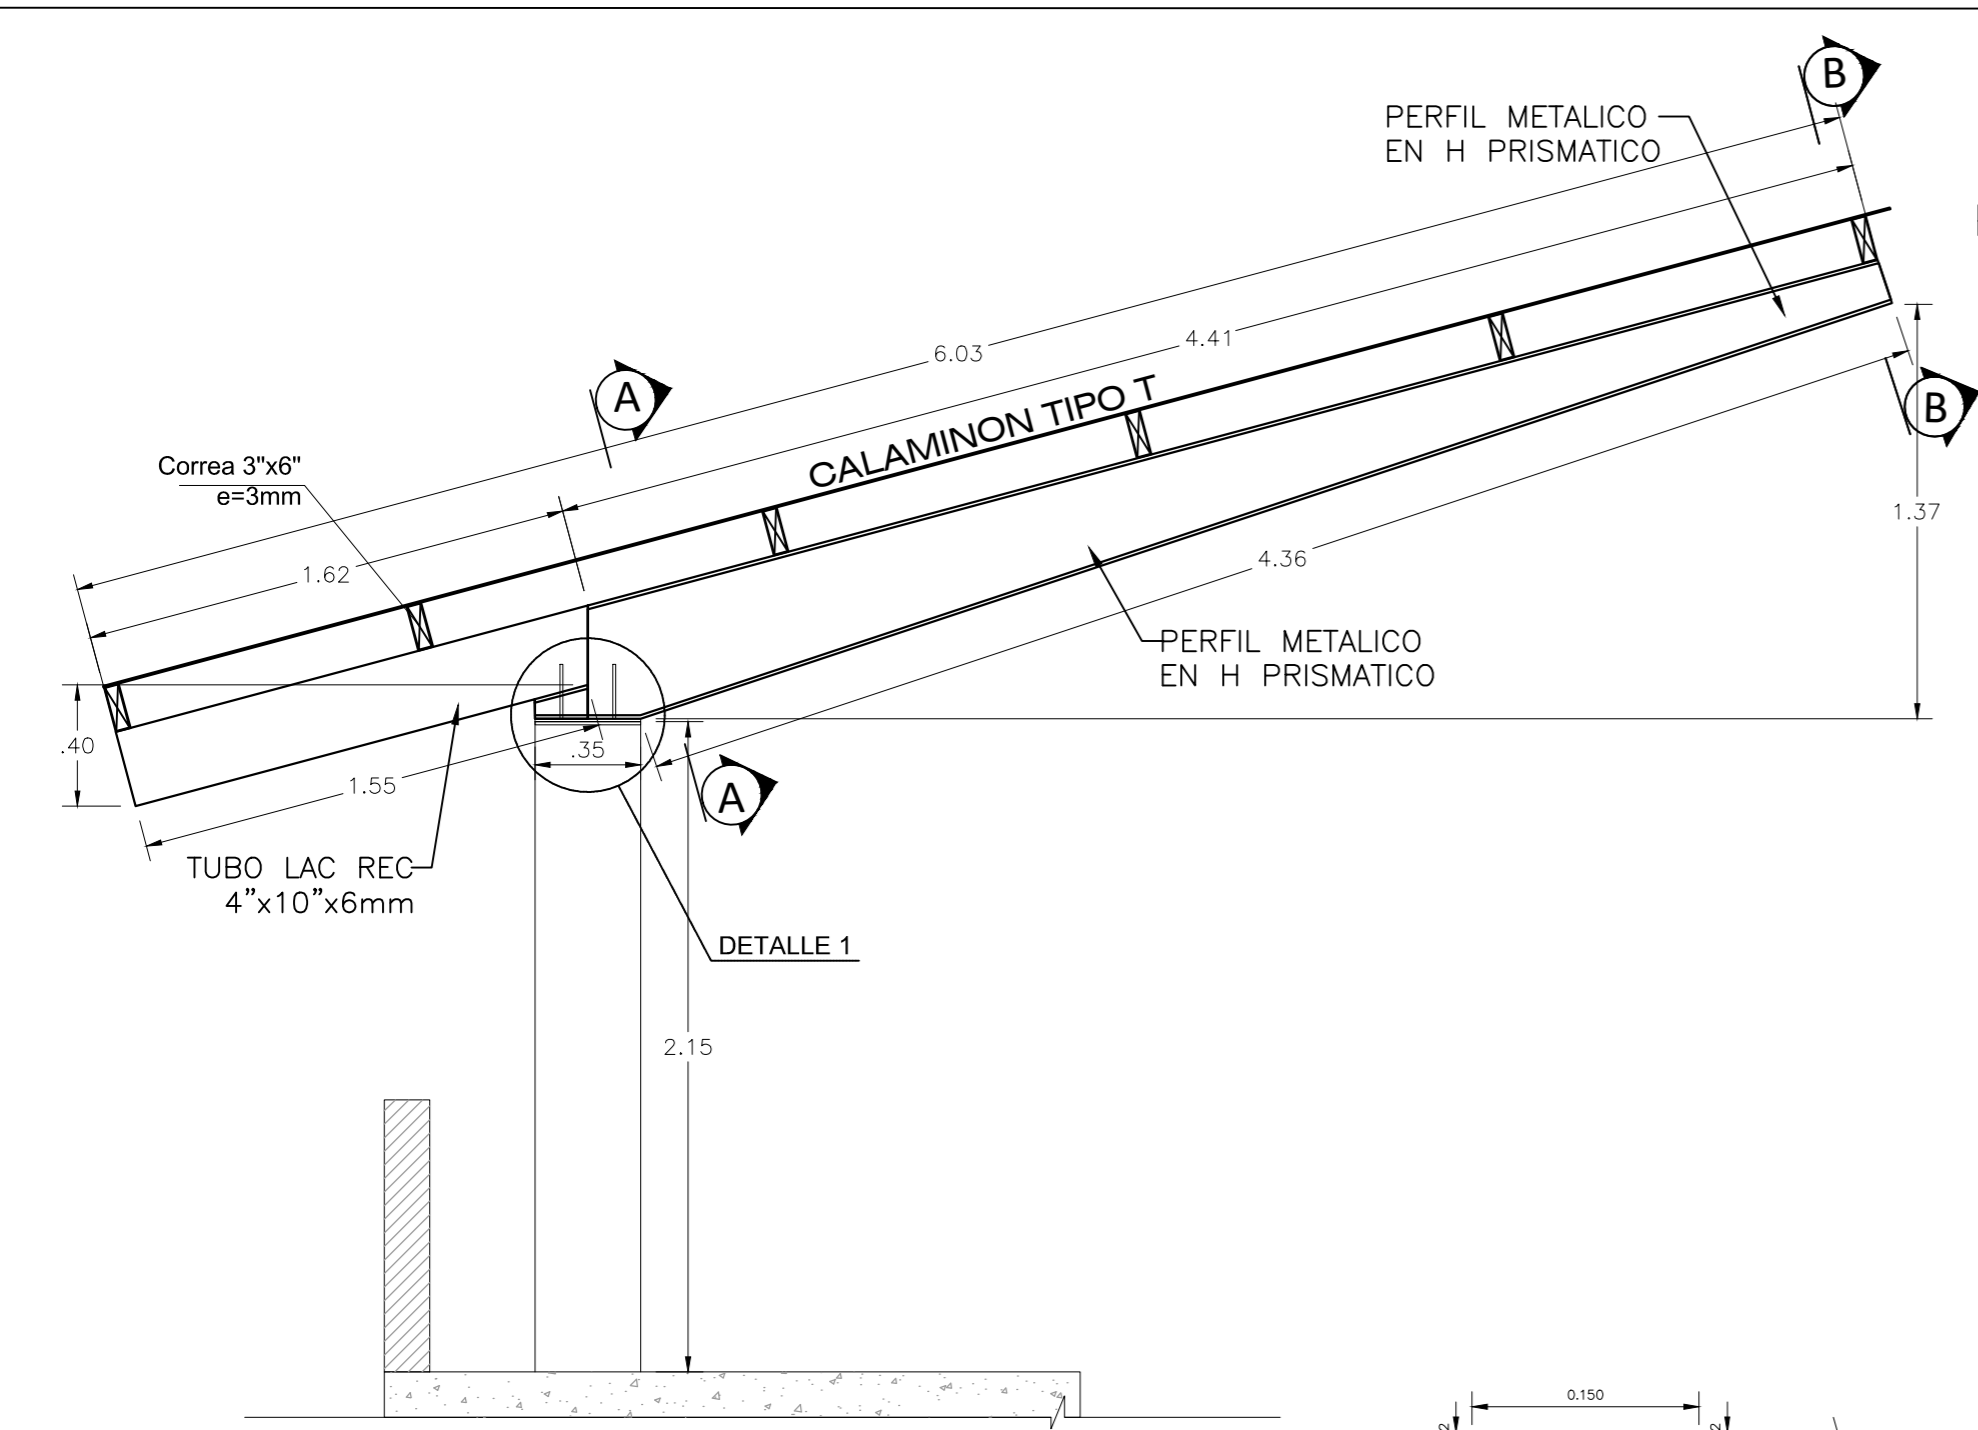 B
PERFIL METALICO
EN H PRISMATICO
6.03
4.41
A
CALAMINON TIPO T
B
Correa 3"x6"
e=3mm
1.37
1.62
4.36
PERFIL METALICO
EN H PRISMATICO
.40
.35
1.55
A
TUBO LAC REC
4"x10"x6mm
DETALLE 1
2.15
0.150
2
2